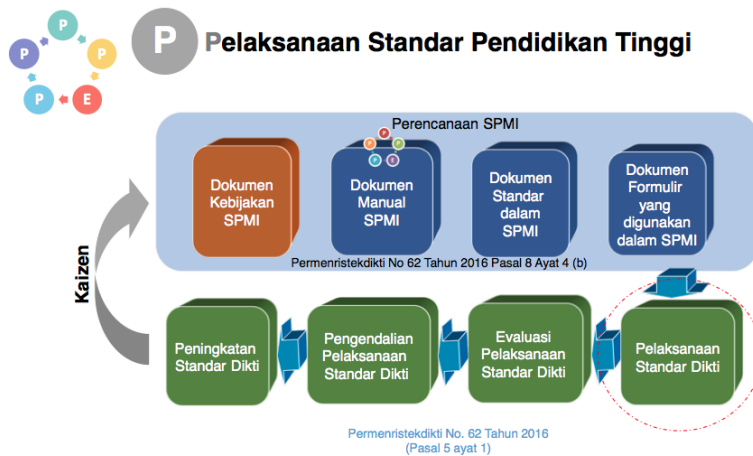 P
P
P
E
P
P
Pelaksanaan Standar Pendidikan Tinggi
Perencanaan SPMI
Dokumen
Kebijakan
SPMI
P
P
P
P
E
Dokumen
Manual
SPMI
Dokumen
Standar
dalam
SPMI
Dokumen
Formulir
yang
digunakan
dalam SPMI
Permenristekdikti No 62 Tahun 2016 Pasal 8 Ayat 4 (b)
Kaizen
Peningkatan
Standar Dikti
Pengendalian
Pelaksanaan
Standar Dikti
Evaluasi
Pelaksanaan
Standar Dikti
Pelaksanaan
Standar Dikti
Permenristekdikti No. 62 Tahun 2016
(Pasal 5 ayat 1)